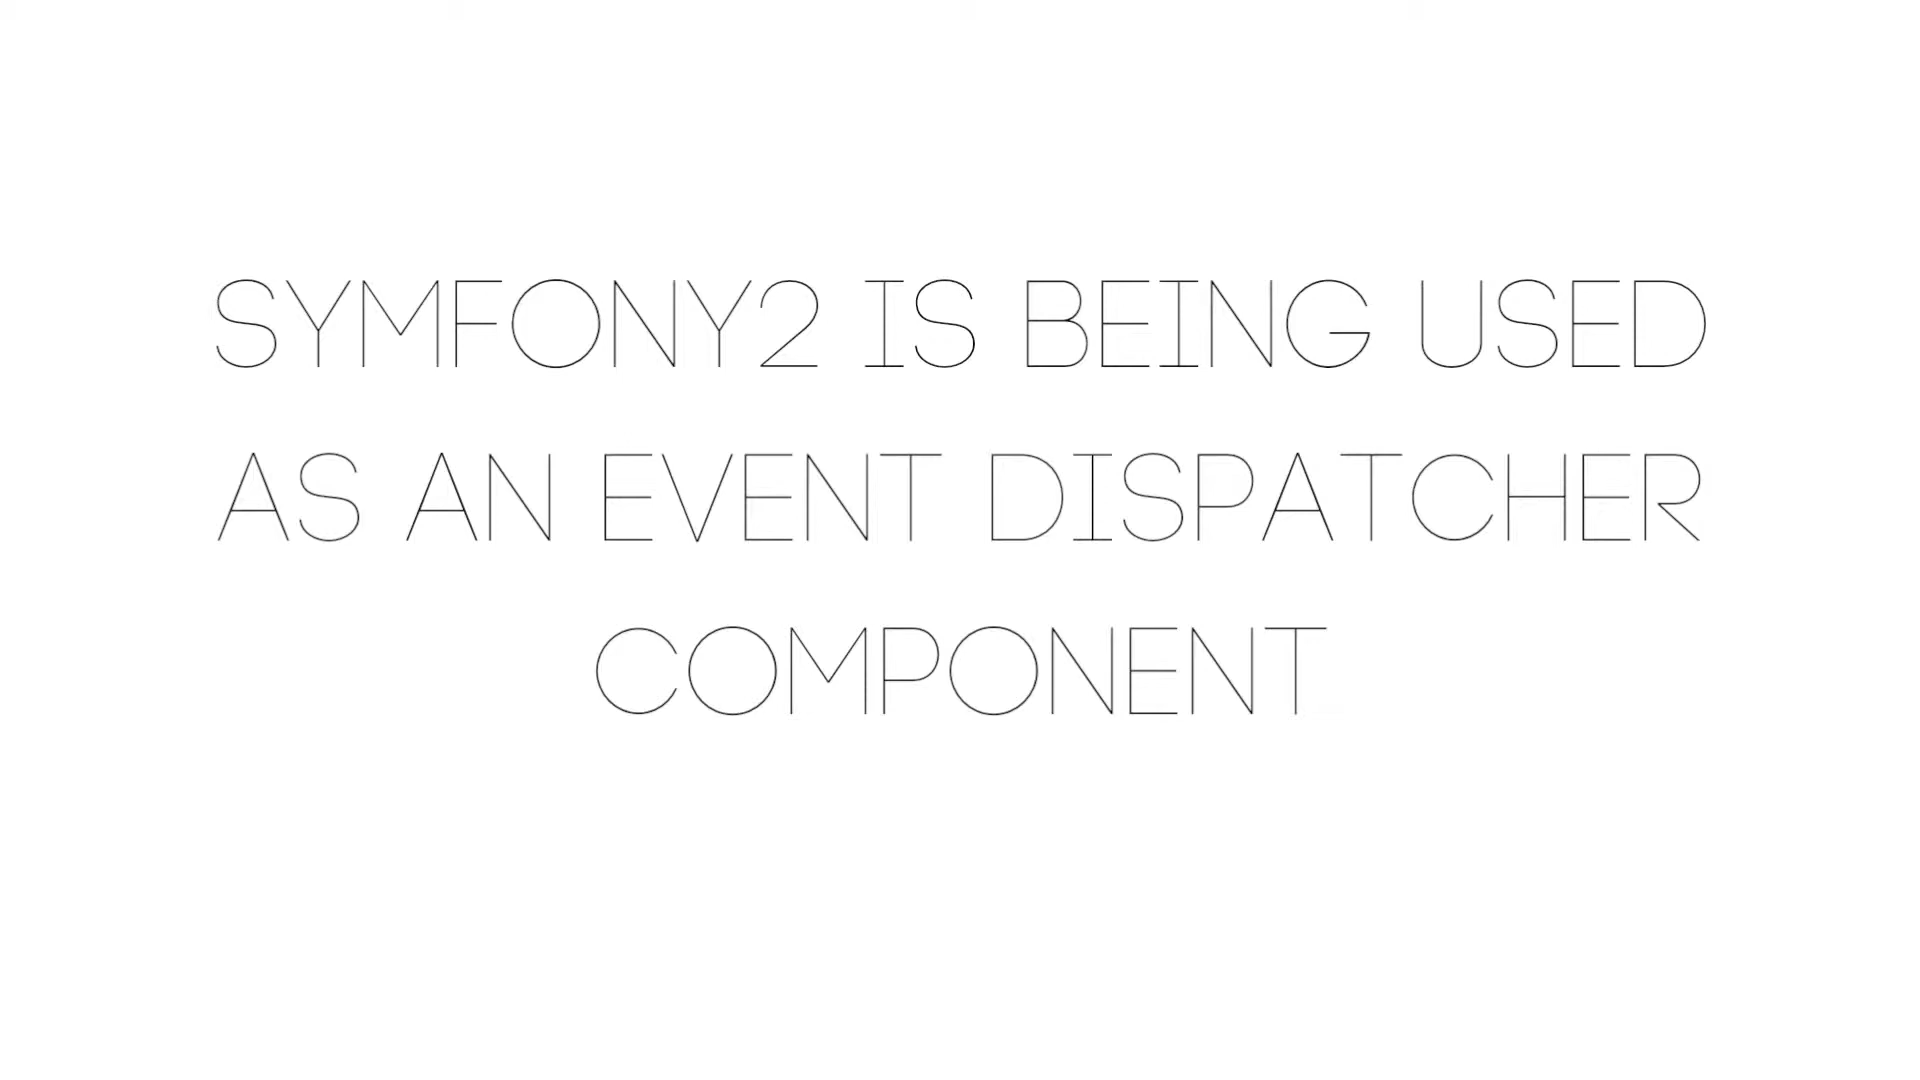 SYMFONY2 IS BEING USED
AS AN EVENT DISPATCHER
COMPONENT